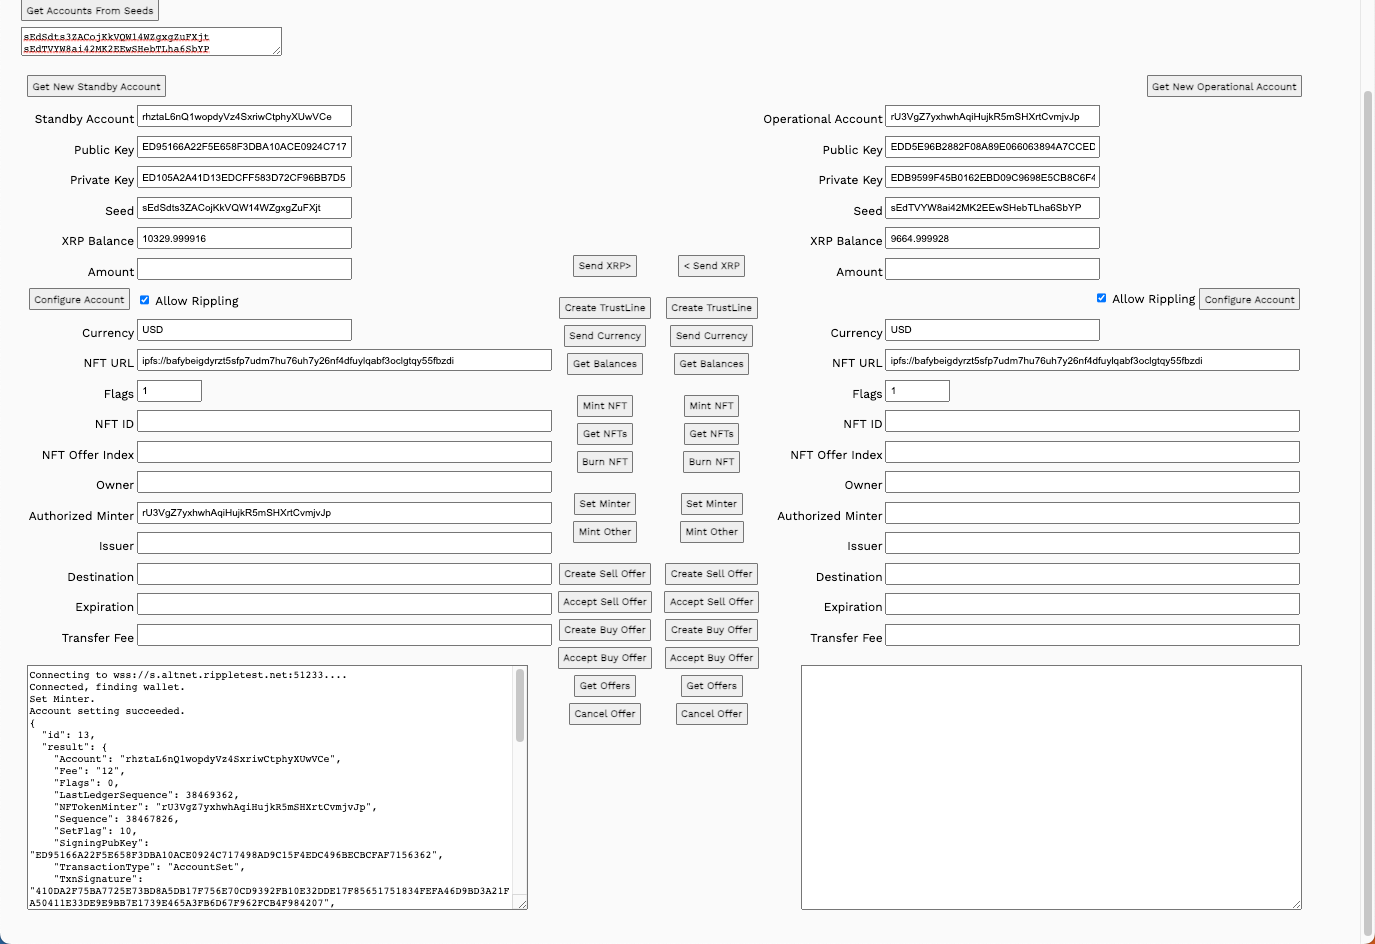 Get Accounts From Seeds
sEdSdts3ZACojKkVQW14WZgxgZuFXjt
sEdTVYW8ai42MK2EEwSHebTLha6SbYP
Get New Standby Account
Get New Operational Account
Standby Account rhztaL6nQ1wopdyVz4SxriwCtphyXUwVCe
Operational Account rU3VgZ7yxhwhAqiHujkR5mSHXrtCvmjvJp
Public Key ED95166A22F5E658F3DBA10ACE0924C717
Public Key EDD5E96B2882F08A89E066063894A7CCED
Private Key ED105A2A41D13EDCFF583D72CF96BB7D5
Private Key EDB9599F45B0162EBD09C9698E5CB8C6F4
Seed sEdSdts3ZACojKkVQW14WZgxgZuFXjt
Seed sEdTVYW8ai42MK2EEwSHebTLha6SbYP
XRP Balance 10329.999916
XRP Balance 9664.999928
Amount
Send XRP>
< Send XRP
Amount
Configure Account Allow Rippling
Create TrustLine
Create TrustLine
Allow Rippling Configure Account
Currency USD
Send Currency
Send Currency
Currency USD
NFT URL ipfs://bafybeigdyrzt5sfp7udm7hu76uh7y26nf4dfuylqabf3oclgtqy55fbzdi
Get Balances
Get Balances
NFT URL ipfs://bafybeigdyrzt5sfp7udm7hu76uh7y26nf4dfuylqabf3oclgtqy55fbzdi
Flags 1
Mint NFT
Mint NFT
Flags 1
NFT ID
Get NFTs
Get NFTs
NFT ID
NFT Offer Index
Burn NFT
Burn NFT
NFT Offer Index
Owner
Set Minter
Set Minter
Owner
Authorized Minter rU3VgZ7yxhwhAqiHujkR5mSHXrtCvmjvJp
Mint Other
Mint Other
Authorized Minter
Issuer
Issuer
Destination
Create Sell Offer
Create Sell Offer
Destination
Expiration
Accept Sell Offer
Accept Sell Offer
Expiration
Transfer Fee
Create Buy Offer
Create Buy Offer
Transfer Fee
Accept Buy Offer
Accept Buy Offer
Get Offers
Get Offers
Cancel Offer
Cancel Offer
Connecting to wss://s.altnet.rippletest.net:51233....
Connected, finding wallet.
Set Minter.
Account setting succeeded.
{
"id": 13,
"result": {
"Account": "rhztaL6nQ1wopdyVz4SxriwCtphyXUwVCe",
"Fee": "12",
"Flags": 0,
"LastLedgerSequence": 38469362,
"NFTokenMinter": "rU3VgZ7yxhwhAqiHujkR5mSHXrtCvmjvJp",
"Sequence": 38467826,
"SetFlag": 10,
"SigningPubKey":
"ED95166A22F5E658F3DBA10ACE0924C717498AD9C15F4EDC496BECBCFAF7156362",
"TransactionType": "AccountSet",
"TxnSignature":
"410DA2F75BA7725E73BD8A5DB17F756E70CD9392FB10E32DDE17F85651751834FEFA46D9BD3A21F
A50411E33DE9E9BB7E1739E465A3FB6D67F962FCB4F984207",